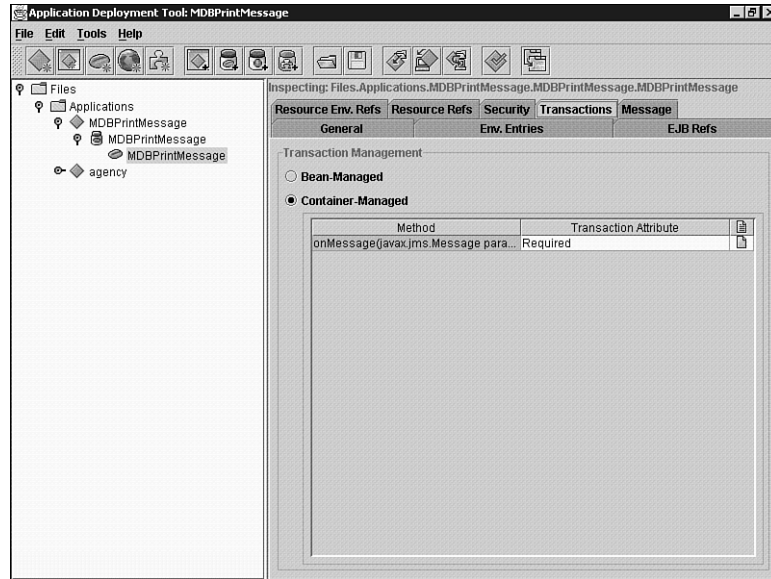 Application Deployment Tool: MDBPrintMessage
File Edit Tools Help
Files
Applications
MDBPrintMessage
MDBPrintMessage
MDBPrintMessage
agency
Inspecting: Files.Applications.MDBPrintMessage.MDBPrintMessage.MDBPrintMessage
Resource Env. Refs Resource Refs Security Transactions Message
General Env. Entries EJB Refs
Transaction Management
Bean-Managed
Container-Managed
Method Transaction Attribute
onMessage(javax.jms.Message para... Required